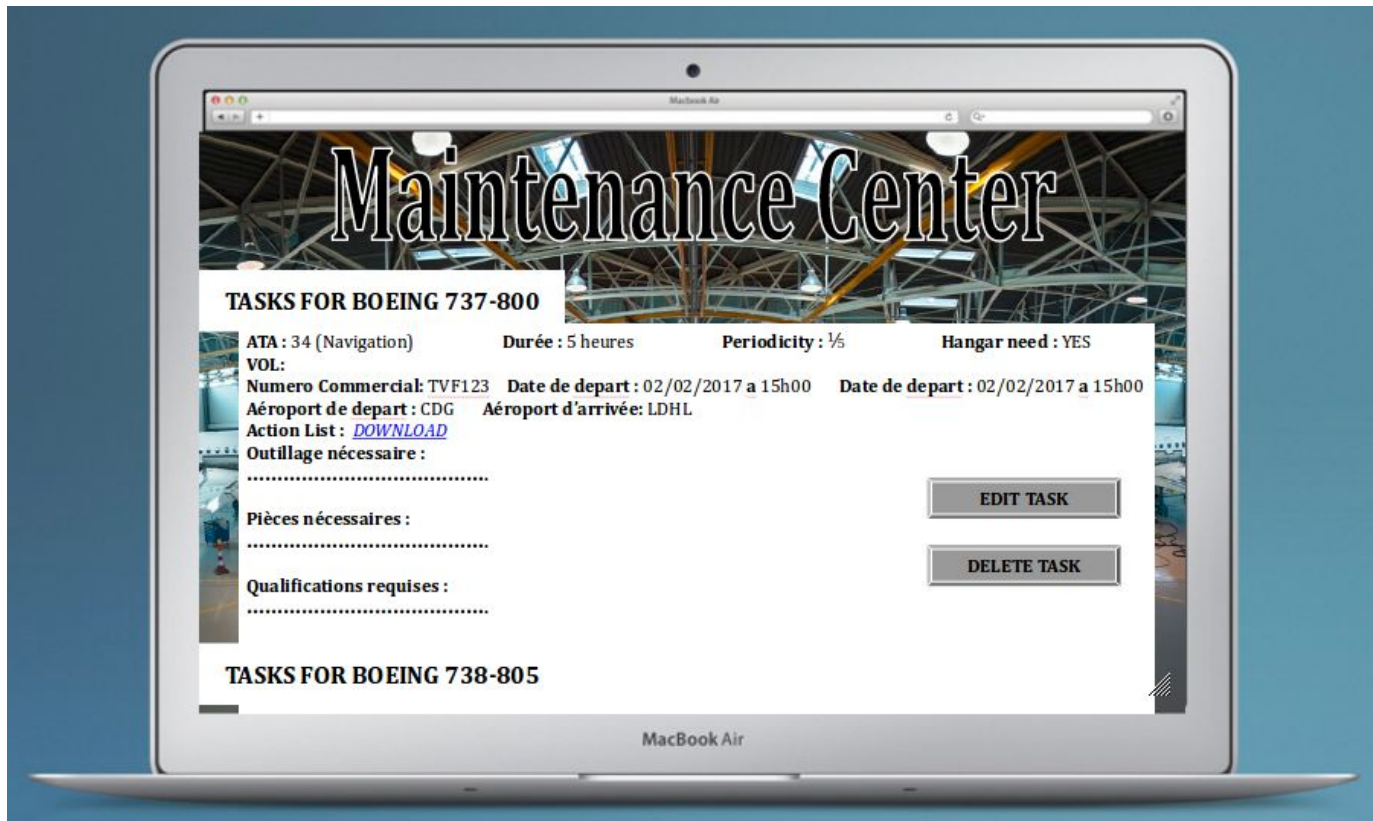 Macbook Air
Maintenance Center
TASKS FOR BOEING 737-800
ATA : 34 (Navigation) Durée : 5 heures Periodicity : ⅕ Hangar need : YES
VOL:
Numero Commercial: TVF123 Date de depart : 02/02/2017 a 15h00 Date de depart : 02/02/2017 a 15h00
Aéroport de depart : CDG Aéroport d'arrivée: LDHL
Action List : DOWNLOAD
Outillage nécessaire :
........................................
EDIT TASK
Pièces nécessaires :
........................................
DELETE TASK
Qualifications requises :
........................................
TASKS FOR BOEING 738-805
MacBook Air